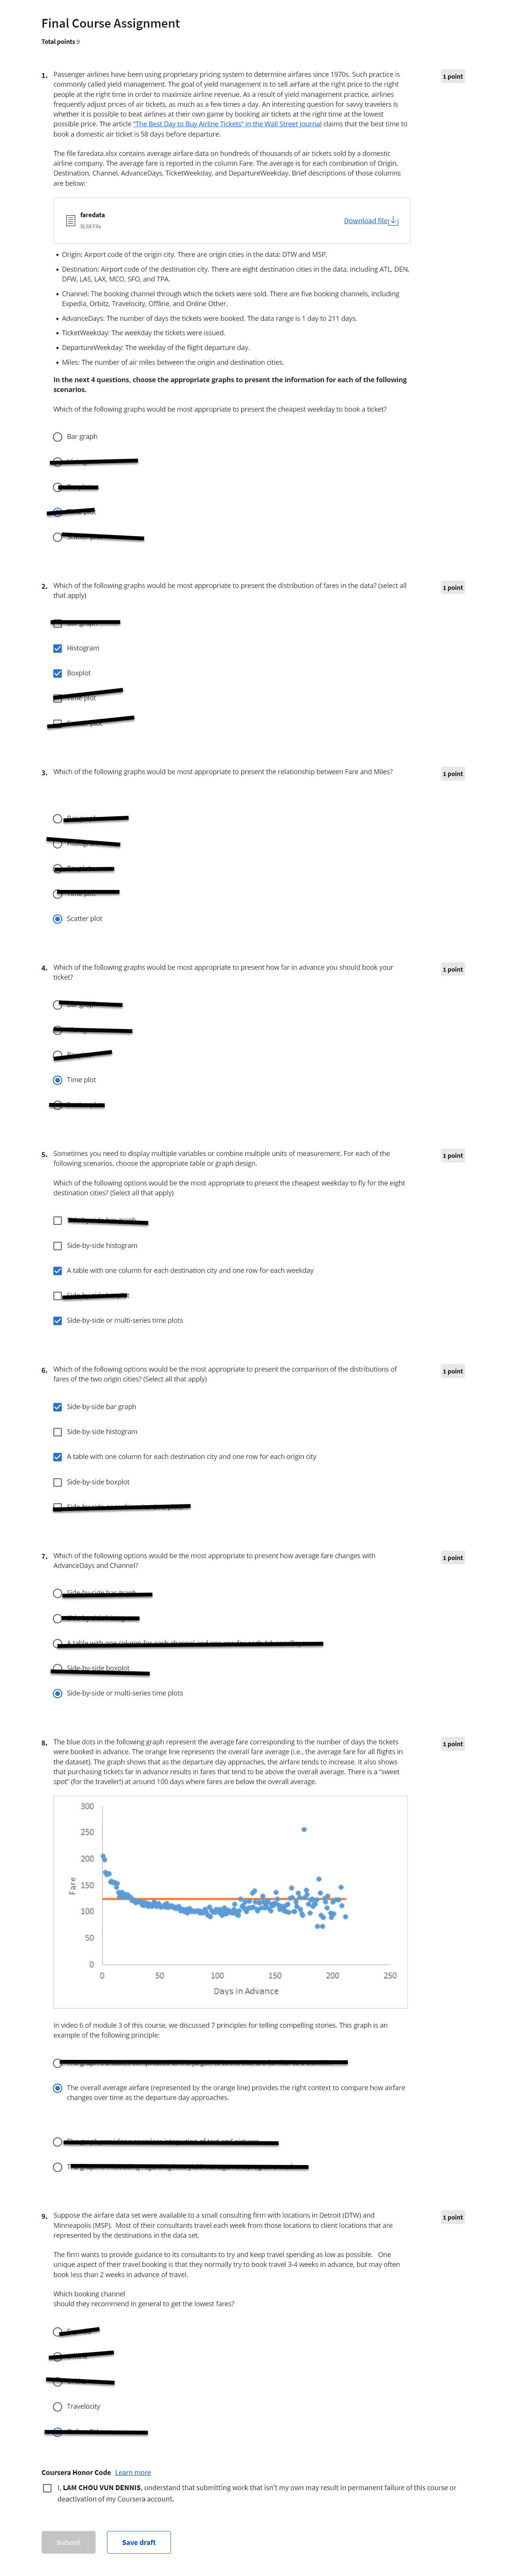 Final Course Assignment
Total points 9
1. Passenger airlines have been using proprietary pricing system to determine airfares since 1970s. Such practice is
1 point
commonly called yield management. The goal of yield management is to sell airfare at the right price to the right
people at the right time in order to maximize airline revenue. As a result of yield management practice, airlines
frequently adjust prices of air tickets, as much as a few times a day. An interesting question for savvy travelers is
whether it is possible to beat airlines at their own game by booking air tickets at the right time and at the lowest
possible price. The article "The Best Day to Buy Airline Tickets" in the Wall Street Journal claims that the best time to
book a domestic air ticket is 58 days before departure.
The file faredata.xlsx contains average airfare data on hundreds of thousands of air tickets sold by a domestic
airline company. The average fare is reported in the column Fare. The average is for each combination of Origin,
Destination, Channel, AdvanceDays, TicketWeekday, and DepartureWeekday. Brief descriptions of those columns
are below:
faredata
XLSX File
Download file
• Origin: Airport code of the origin city. There are origin cities in the data: DTW and MSP.
• Destination: Airport code of the destination city. There are eight destination cities in the data, including ATL, DEN,
DFW, LAS, LAX, MCO, SFO, and TPA.
• Channel: The booking channel through which the tickets were sold. There are five booking channels, including
Expedia, Orbitz, Travelocity, Offline, and Online Other.
• AdvanceDays: The number of days the tickets were booked. The data range is 1 day to 211 days.
• TicketWeekday: The weekday the tickets were issued.
• DepartureWeekday: The weekday of the flight departure day.
• Miles: The number of air miles between the origin and destination cities.
In the next 4 questions, choose the appropriate graphs to present the information for each of the following
scenarios.
Which of the following graphs would be most appropriate to present the cheapest weekday to book a ticket?
Bar graph
2. Which of the following graphs would be most appropriate to present the distribution of fares in the data? (select all
1 point
that apply)
Histogram
Boxplot
3. Which of the following graphs would be most appropriate to present the relationship between Fare and Miles?
1 point
Scatter plot
4. Which of the following graphs would be most appropriate to present how far in advance you should book your
1 point
ticket?
Time plot
5. Sometimes you need to display multiple variables or combine multiple units of measurement. For each of the
1 point
following scenarios, choose the appropriate table or graph design.
Which of the following options would be the most appropriate to present the cheapest weekday to fly for the eight
destination cities? (Select all that apply)
Side-by-side histogram
A table with one column for each destination city and one row for each weekday
Side-by-side or multi-series time plots
6. Which of the following options would be the most appropriate to present the comparison of the distributions of
1 point
fares of the two origin cities? (Select all that apply)
Side-by-side bar graph
Side-by-side histogram
A table with one column for each destination city and one row for each origin city
Side-by-side boxplot
7. Which of the following options would be the most appropriate to present how average fare changes with
1 point
AdvanceDays and Channel?
Side-by-side bar graph
Side-by-side boxplot
Side-by-side or multi-series time plots
8. The blue dots in the following graph represent the average fare corresponding to the number of days the tickets
1 point
were booked in advance. The orange line represents the overall fare average (i.e., the average fare for all flights in
the dataset). The graph shows that as the departure day approaches, the airfare tends to increase. It also shows
that purchasing tickets far in advance results in fares that tend to be above the overall average. There is a "sweet
spot" (for the traveler!) at around 100 days where fares are below the overall average.
300
250
200
150
100
50
0
Fare
0 50 100 150 200 250
Days in Advance
In video 6 of module 3 of this course, we discussed 7 principles for telling compelling stories. This graph is an
example of the following principle:
The overall average airfare (represented by the orange line) provides the right context to compare how airfare
changes over time as the departure day approaches.
9. Suppose the airfare data set were available to a small consulting firm with locations in Detroit (DTW) and
1 point
Minneapolis (MSP). Most of their consultants travel each week from those locations to client locations that are
represented by the destinations in the data set.
The firm wants to provide guidance to its consultants to try and keep travel spending as low as possible. One
unique aspect of their travel booking is that they normally try to book travel 3-4 weeks in advance, but may often
book less than 2 weeks in advance of travel.
Which booking channel
should they recommend in general to get the lowest fares?
Travelocity
Coursera Honor Code Learn more
I, LAM CHOU VUN DENNIS, understand that submitting work that isn't my own may result in permanent failure of this course or
deactivation of my Coursera account.
Submit
Save draft